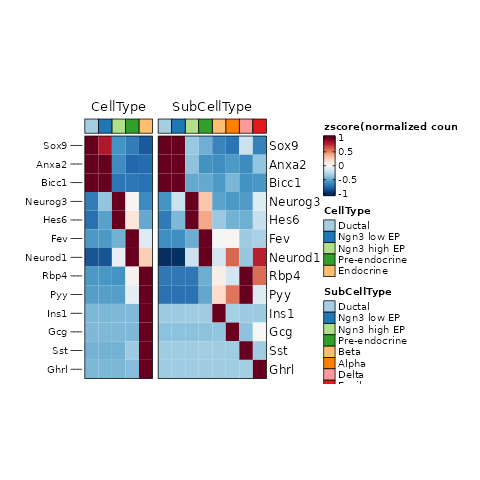 CellType SubCellType
Sox9
Anxa2
Bicc1
Neurog3
Hes6
Fev
Neurod1
Rbp4
Pyy
Ins1
Gcg
Sst
Ghrl
Sox9
Anxa2
Bicc1
Neurog3
Hes6
Fev
Neurod1
Rbp4
Pyy
Ins1
Gcg
Sst
Ghrl
zscore(normalized coun
1
0.5
0
-0.5
-1
CellType
Ductal
Ngn3 low EP
Ngn3 high EP
Pre-endocrine
Endocrine
SubCellType
Ductal
Ngn3 low EP
Ngn3 high EP
Pre-endocrine
Beta
Alpha
Delta